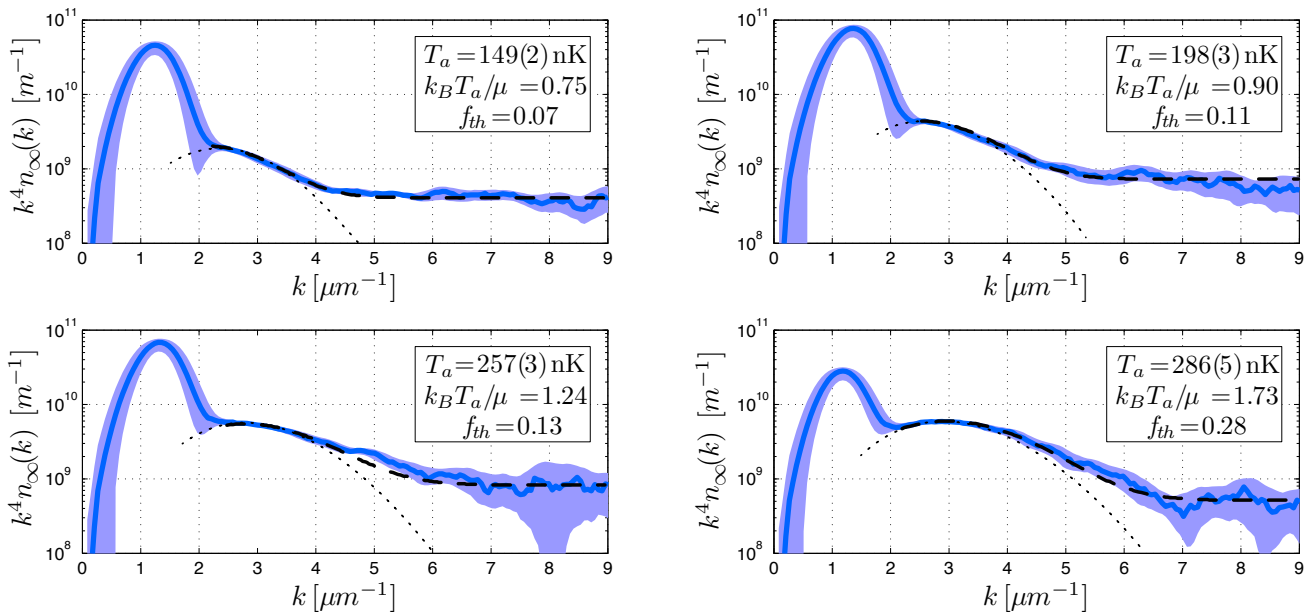 10^11
10^10
10^9
10^8
k^4 n_∞(k) [m^{-1}]
T_a=149(2) nK
k_B T_a/μ =0.75
f_th=0.07
0 1 2 3 4 5 6 7 8 9
k [μm^{-1}]
10^11
10^10
10^9
10^8
k^4 n_∞(k) [m^{-1}]
T_a=198(3) nK
k_B T_a/μ =0.90
f_th=0.11
0 1 2 3 4 5 6 7 8 9
k [μm^{-1}]
10^11
10^10
10^9
10^8
k^4 n_∞(k) [m^{-1}]
T_a=257(3) nK
k_B T_a/μ =1.24
f_th=0.13
0 1 2 3 4 5 6 7 8 9
k [μm^{-1}]
10^11
10^10
10^9
10^8
k^4 n_∞(k) [m^{-1}]
T_a=286(5) nK
k_B T_a/μ =1.73
f_th=0.28
0 1 2 3 4 5 6 7 8 9
k [μm^{-1}]